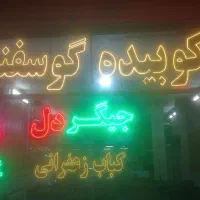 کوبیده گوسفند
جیگر دل
کباب زعفرانی